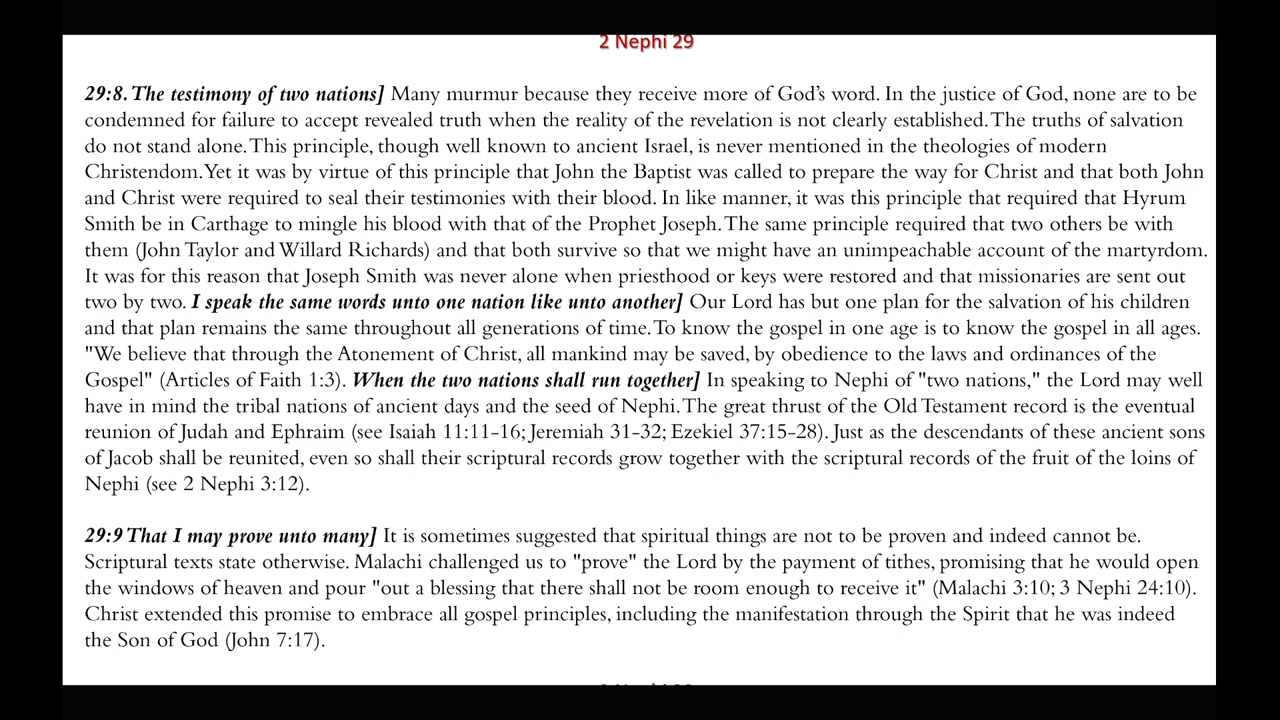 2 Nephi 29
29:8. The testimony of two nations] Many murmur because they receive more of God's word. In the justice of God, none are to be
condemned for failure to accept revealed truth when the reality of the revelation is not clearly established. The truths of salvation
do not stand alone. This principle, though well known to ancient Israel, is never mentioned in the theologies of modern
Christendom. Yet it was by virtue of this principle that John the Baptist was called to prepare the way for Christ and that both John
and Christ were required to seal their testimonies with their blood. In like manner, it was this principle that required that Hyrum
Smith be in Carthage to mingle his blood with that of the Prophet Joseph. The same principle required that two others be with
them (John Taylor and Willard Richards) and that both survive so that we might have an unimpeachable account of the martyrdom.
It was for this reason that Joseph Smith was never alone when priesthood or keys were restored and that missionaries are sent out
two by two. I speak the same words unto one nation like unto another] Our Lord has but one plan for the salvation of his children
and that plan remains the same throughout all generations of time. To know the gospel in one age is to know the gospel in all ages.
"We believe that through the Atonement of Christ, all mankind may be saved, by obedience to the laws and ordinances of the
Gospel" (Articles of Faith 1:3). When the two nations shall run together] In speaking to Nephi of "two nations," the Lord may well
have in mind the tribal nations of ancient days and the seed of Nephi. The great thrust of the Old Testament record is the eventual
reunion of Judah and Ephraim (see Isaiah 11:11-16; Jeremiah 31-32; Ezekiel 37:15-28). Just as the descendants of these ancient sons
of Jacob shall be reunited, even so shall their scriptural records grow together with the scriptural records of the fruit of the loins of
Nephi (see 2 Nephi 3:12).
29:9 That I may prove unto many] It is sometimes suggested that spiritual things are not to be proven and indeed cannot be.
Scriptural texts state otherwise. Malachi challenged us to "prove" the Lord by the payment of tithes, promising that he would open
the windows of heaven and pour "out a blessing that there shall not be room enough to receive it" (Malachi 3:10; 3 Nephi 24:10).
Christ extended this promise to embrace all gospel principles, including the manifestation through the Spirit that he was indeed
the Son of God (John 7:17).